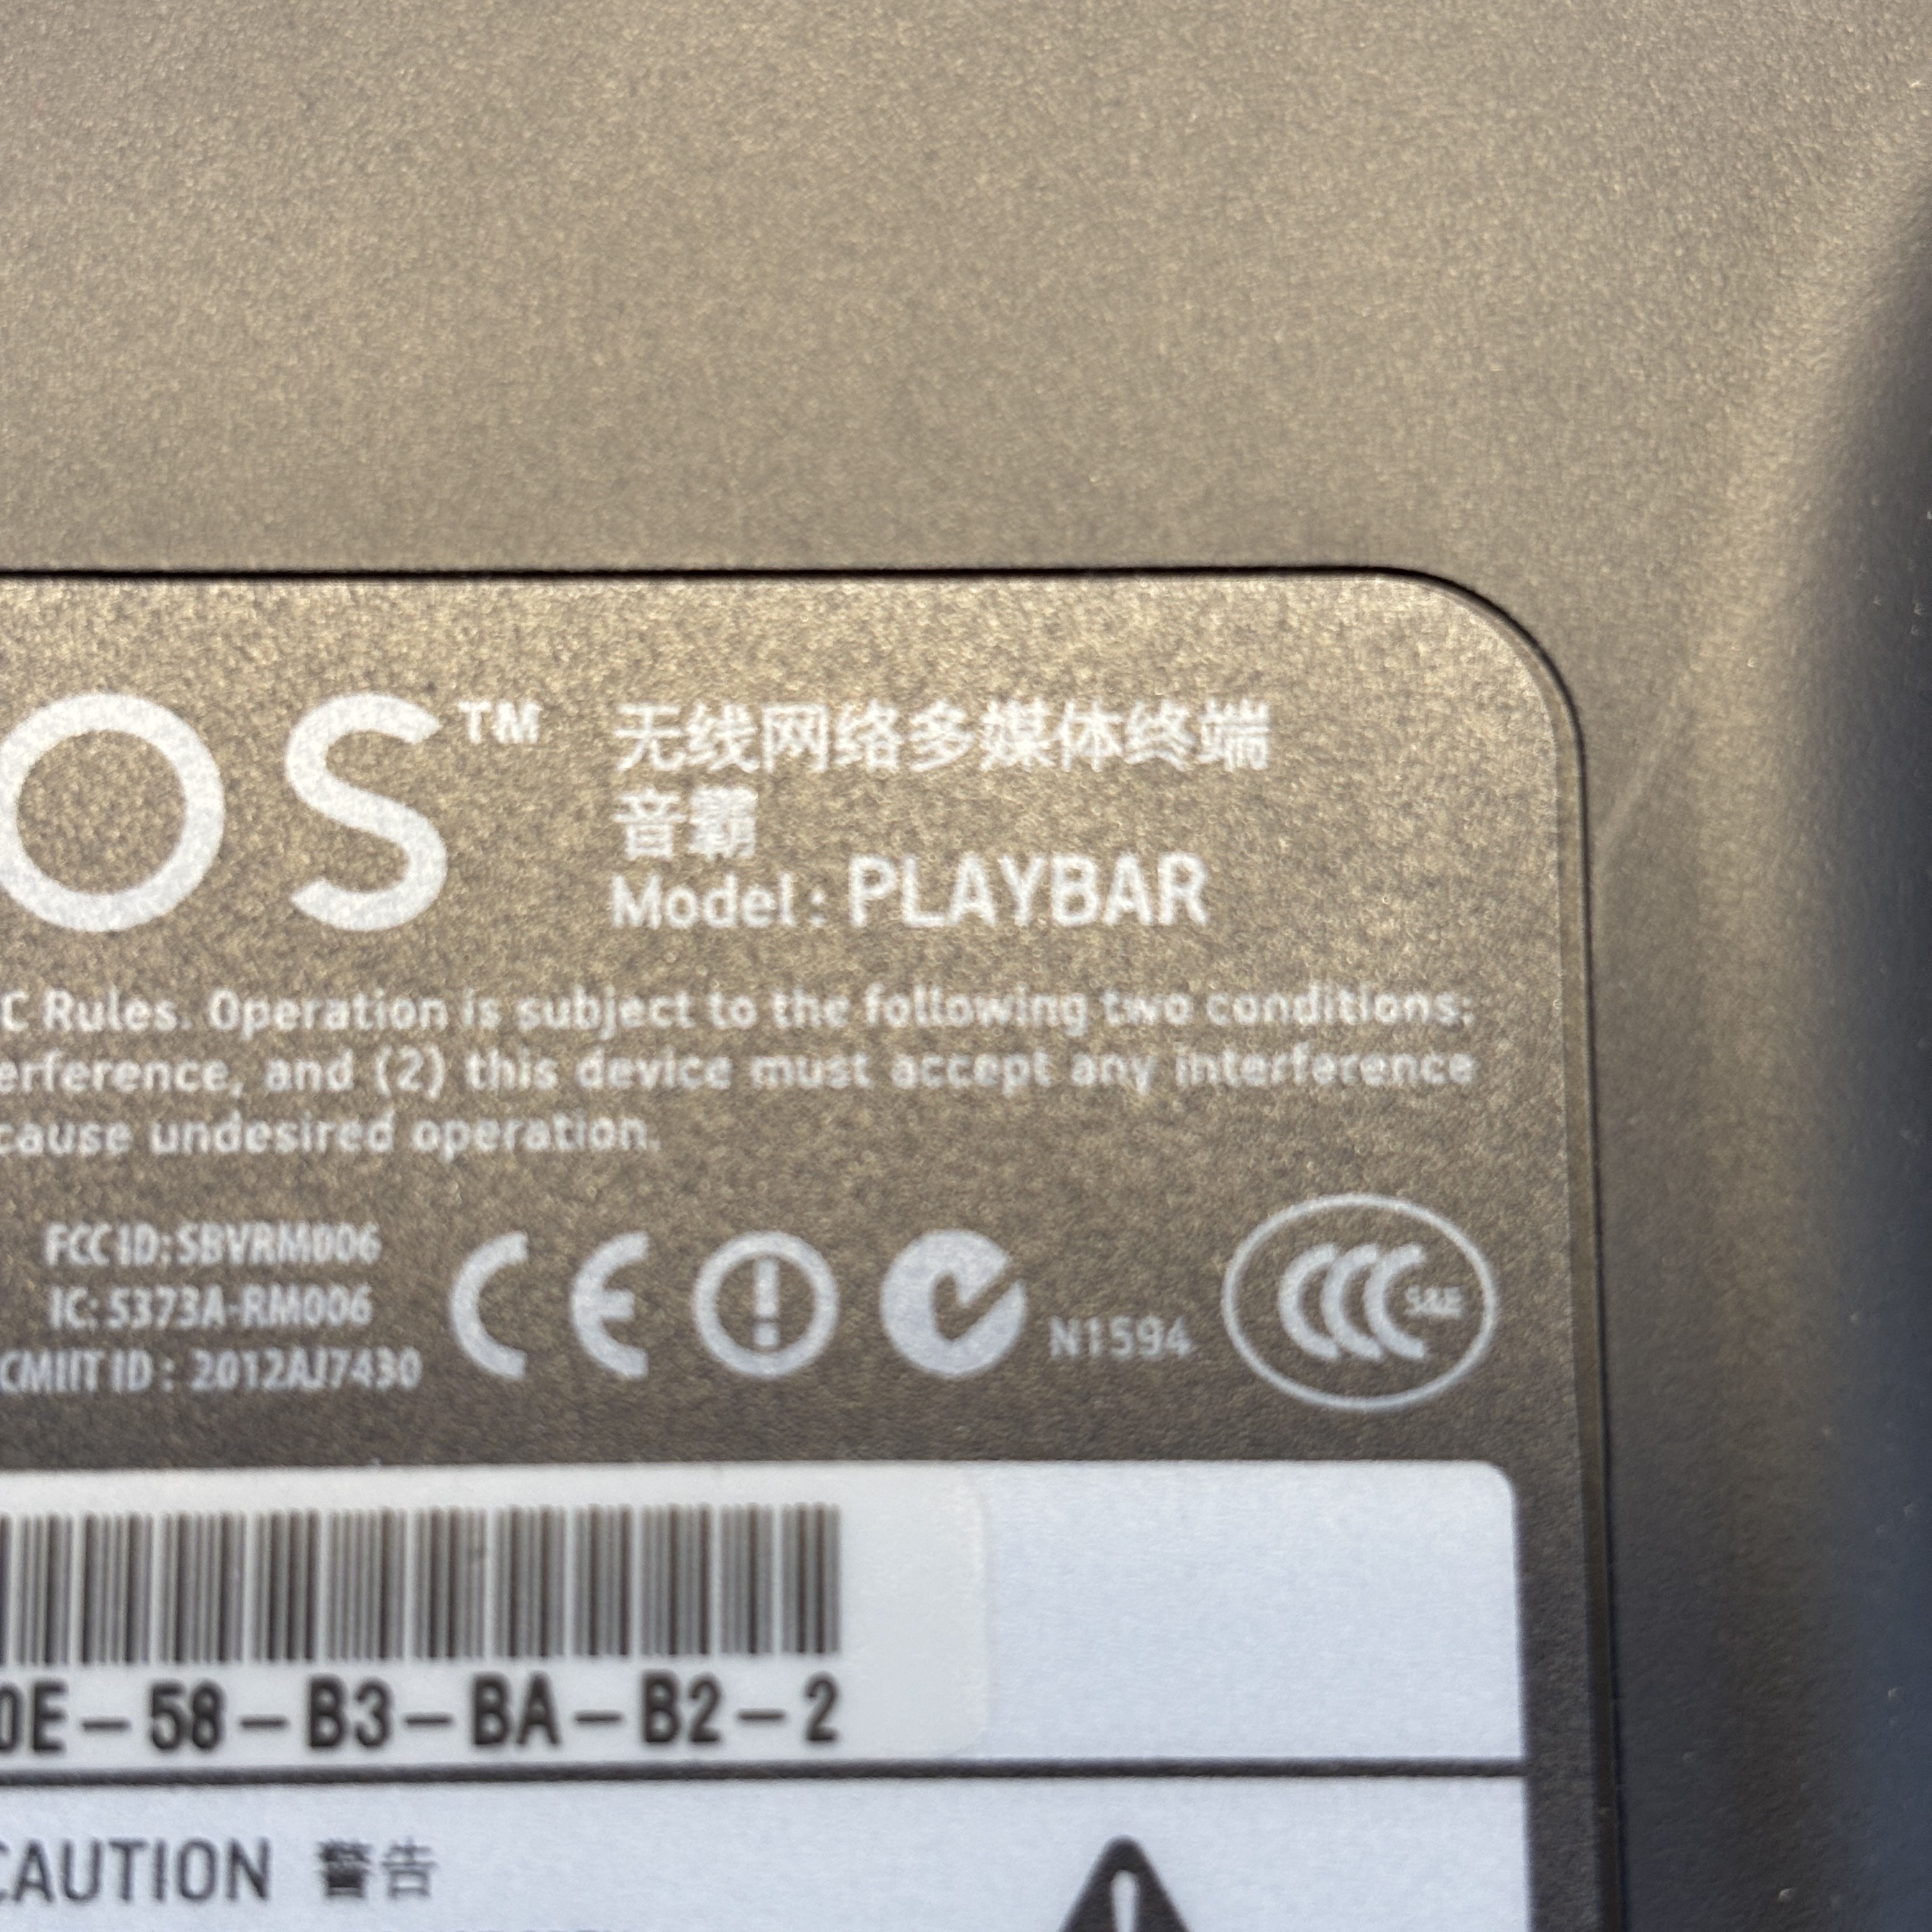 OS™
无线网络多媒体终端
音霸
Model: PLAYBAR
C Rules. Operation is subject to the following two conditions:
erference, and (2) this device must accept any interference
cause undesired operation.
FCC ID: SBVRM006
IC: 5373A-RM006
CMIIT ID: 2012AJ7430
CE
N1594
CCC S&E
0E-58-B3-BA-B2-2
CAUTION 警告